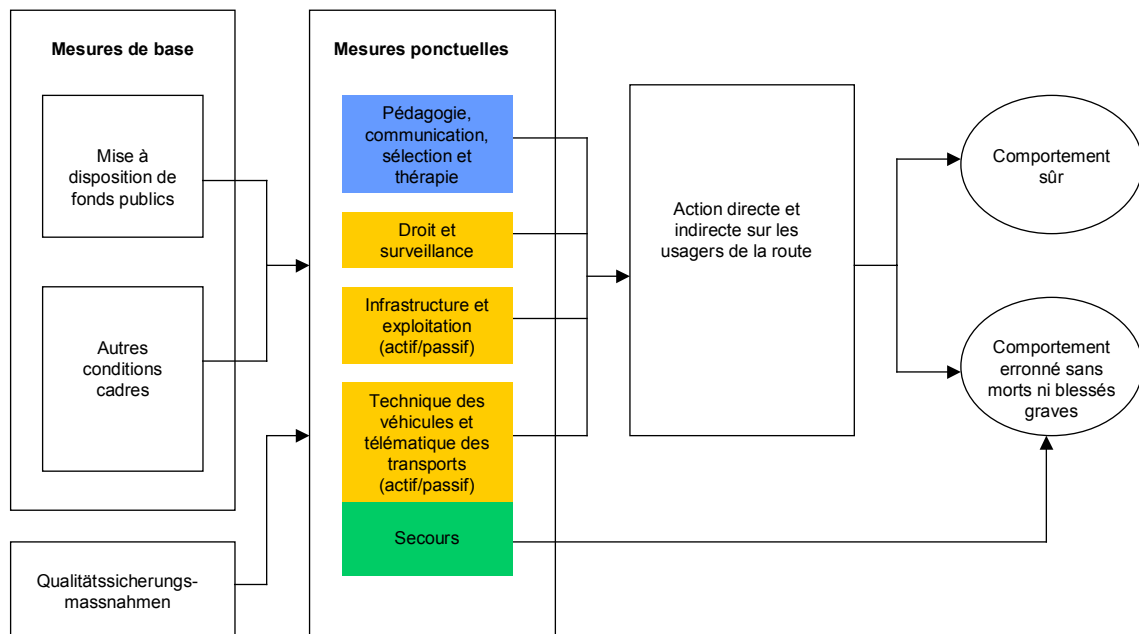 Mesures de base
Mise à
disposition de
fonds publics
Autres
conditions
cadres
Qualitätssicherungs-
massnahmen
Mesures ponctuelles
Pédagogie,
communication,
sélection et
thérapie
Droit et
surveillance
Infrastructure et
exploitation
(actif/passif)
Technique des
véhicules et
télématique des
transports
(actif/passif)
Secours
Action directe et
indirecte sur les
usagers de la route
Comportement
sûr
Comportement
erronné sans
morts ni blessés
graves